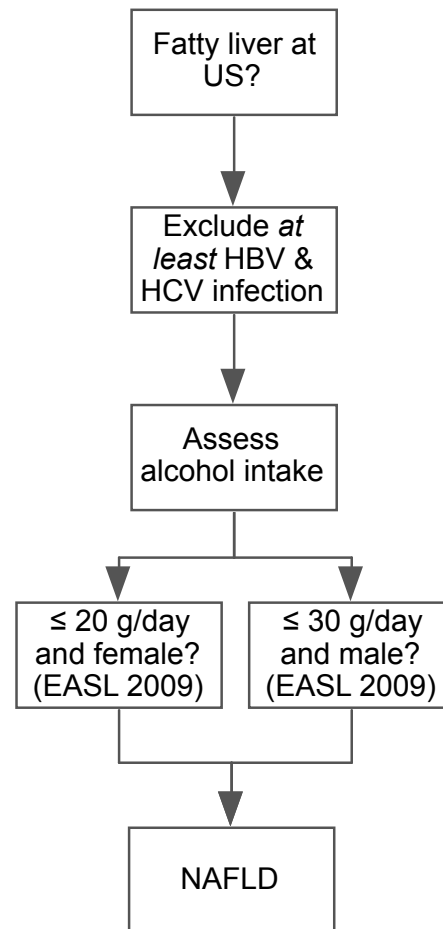 Fatty liver at
US?
Exclude at
least HBV &
HCV infection
Assess
alcohol intake
≤ 20 g/day
and female?
(EASL 2009)
≤ 30 g/day
and male?
(EASL 2009)
NAFLD